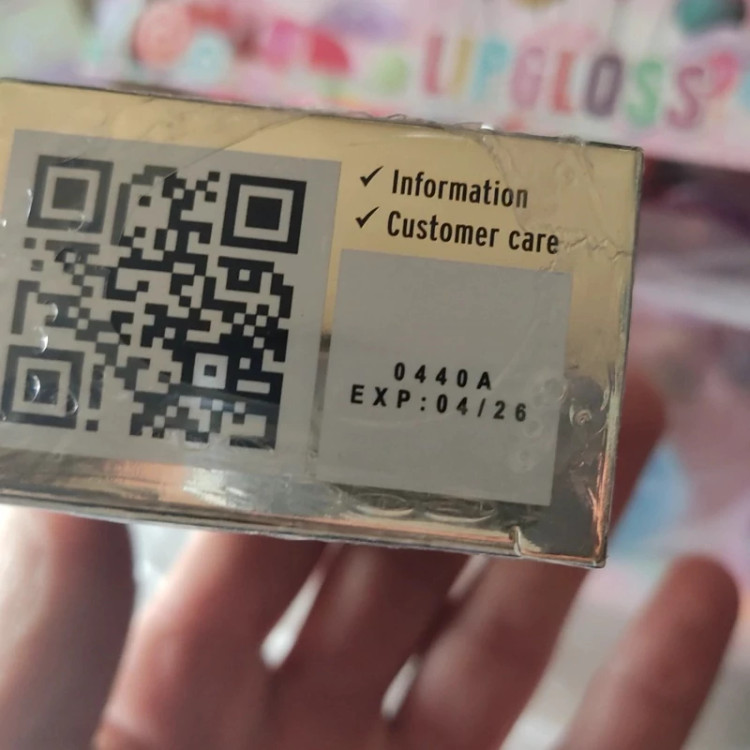 LIPGLOSS
✓ Information
✓ Customer care
0440A
EXP:04/26